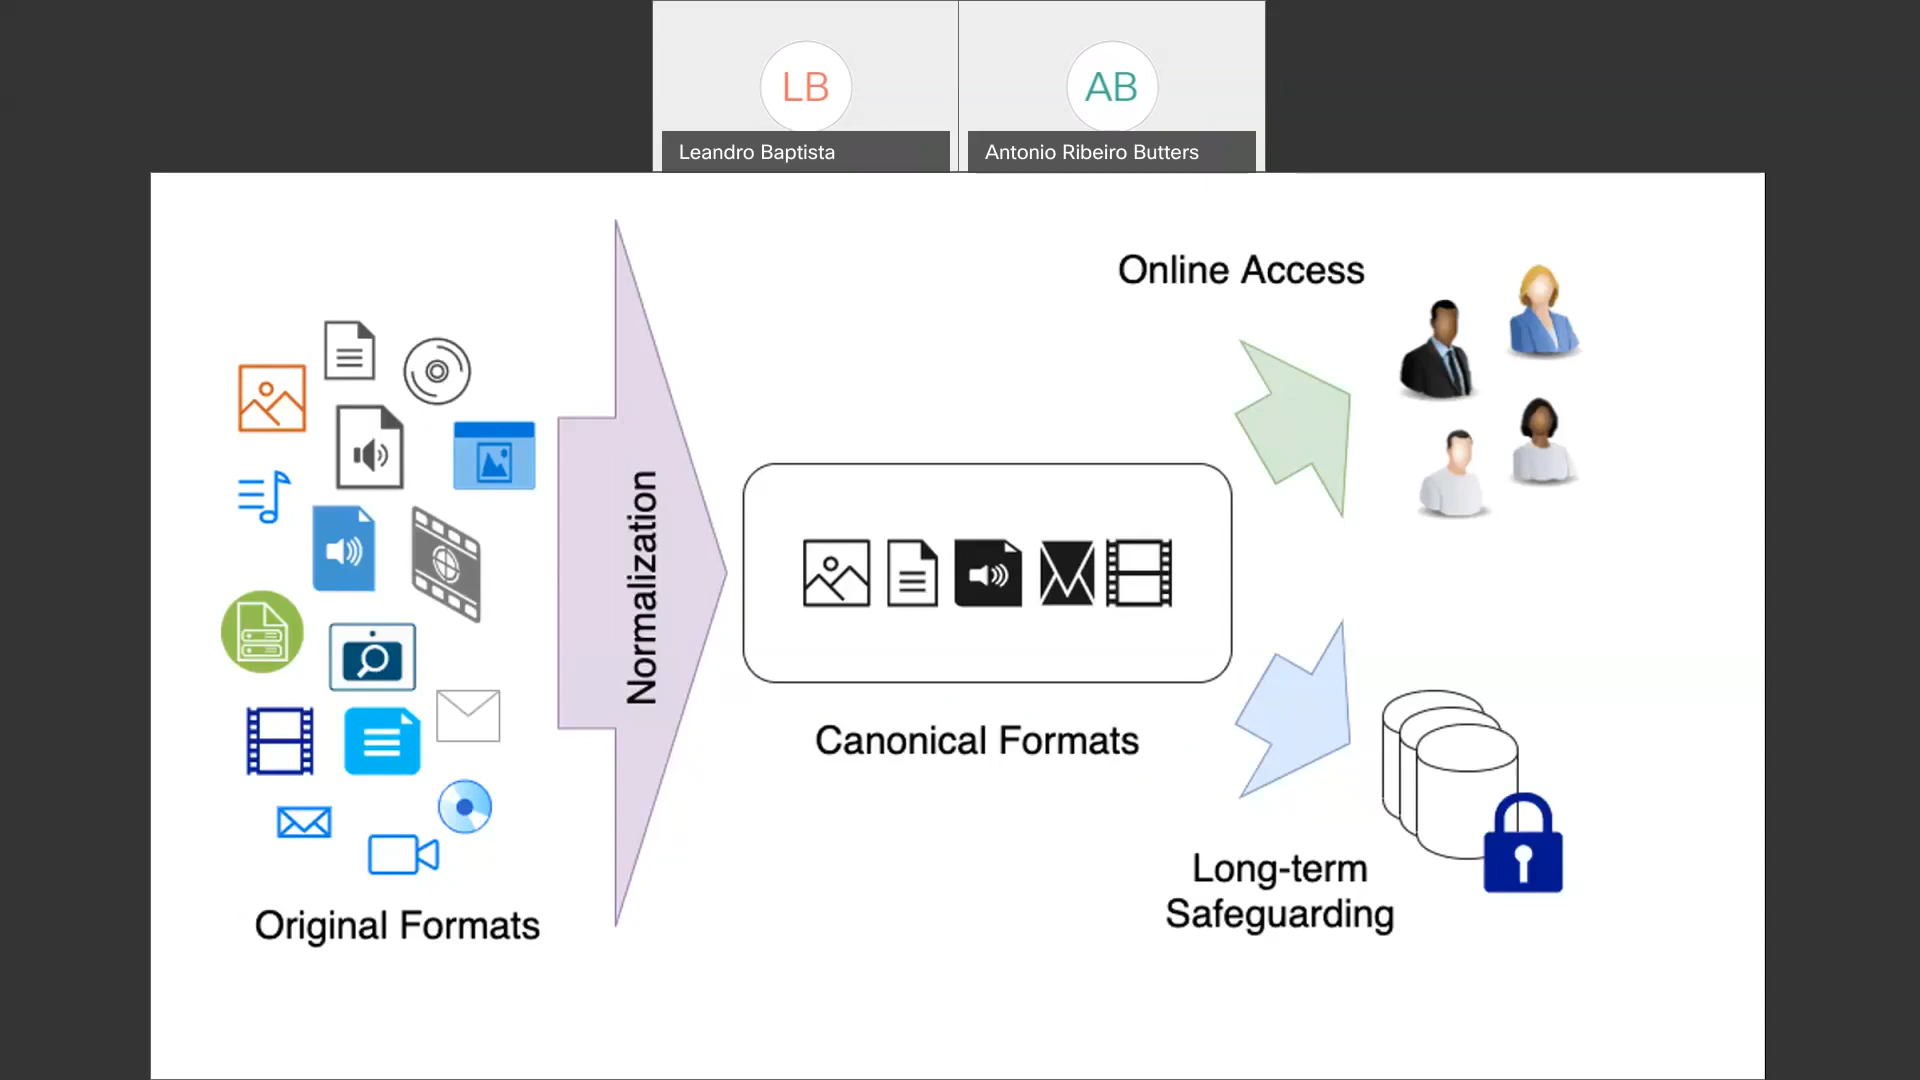 LB
AB
Leandro Baptista
Antonio Ribeiro Butters
Online Access
Normalization
Canonical Formats
Long-term
Safeguarding
Original Formats